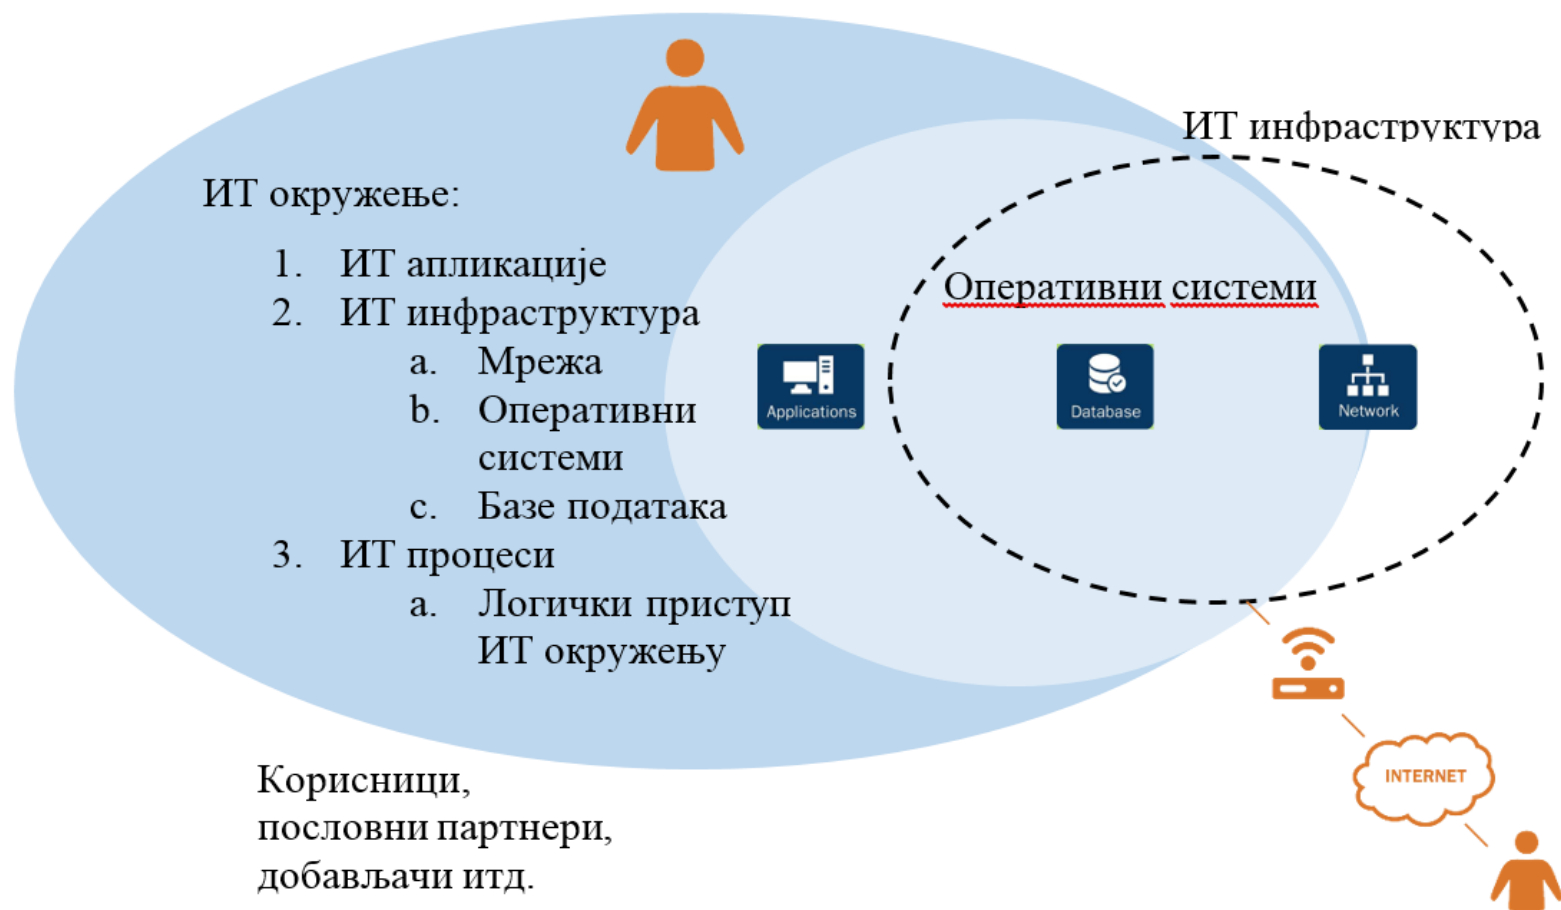 ИТ инфраструктура
ИТ окружење:
1. ИТ апликације
2. ИТ инфраструктура
a. Мрежа
b. Оперативни
системи
c. Базе података
3. ИТ процеси
a. Логички приступ
ИТ окружењу
Оперативни системи
Applications
Database
Network
INTERNET
Корисници,
пословни партнери,
добављачи итд.